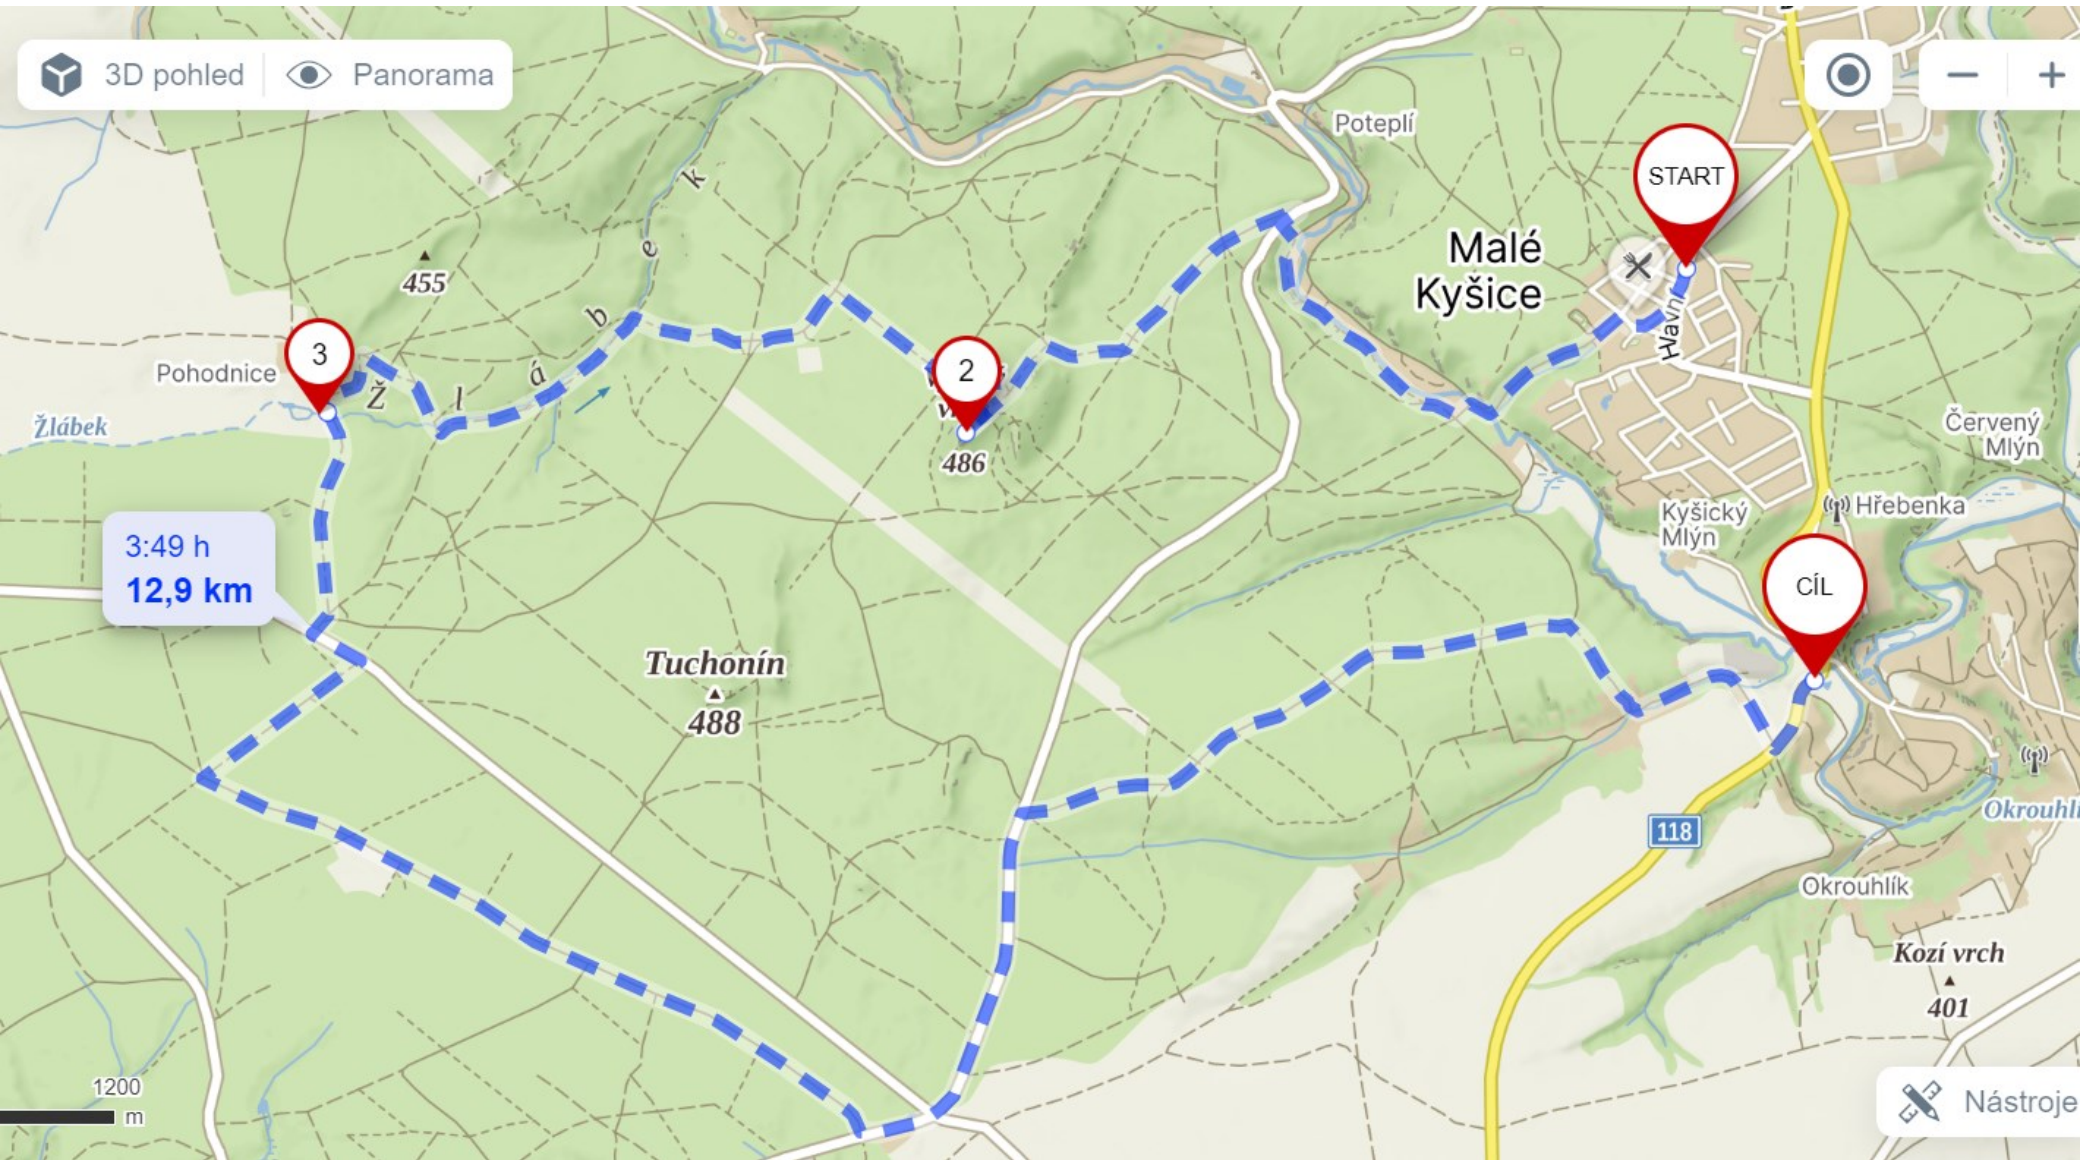 3D pohled
Panorama
Poteplí
START
Malé
Kyšice
Hlavní
455
k
e
b
á
l
Ž
3
2
Pohodnice
Žlábek
486
Červený
Mlýn
Hřebenka
Kyšický
Mlýn
3:49 h
12,9 km
CÍL
Tuchonín
488
118
Okrouhlík
Kozí vrch
401
1200
m
Nástroje